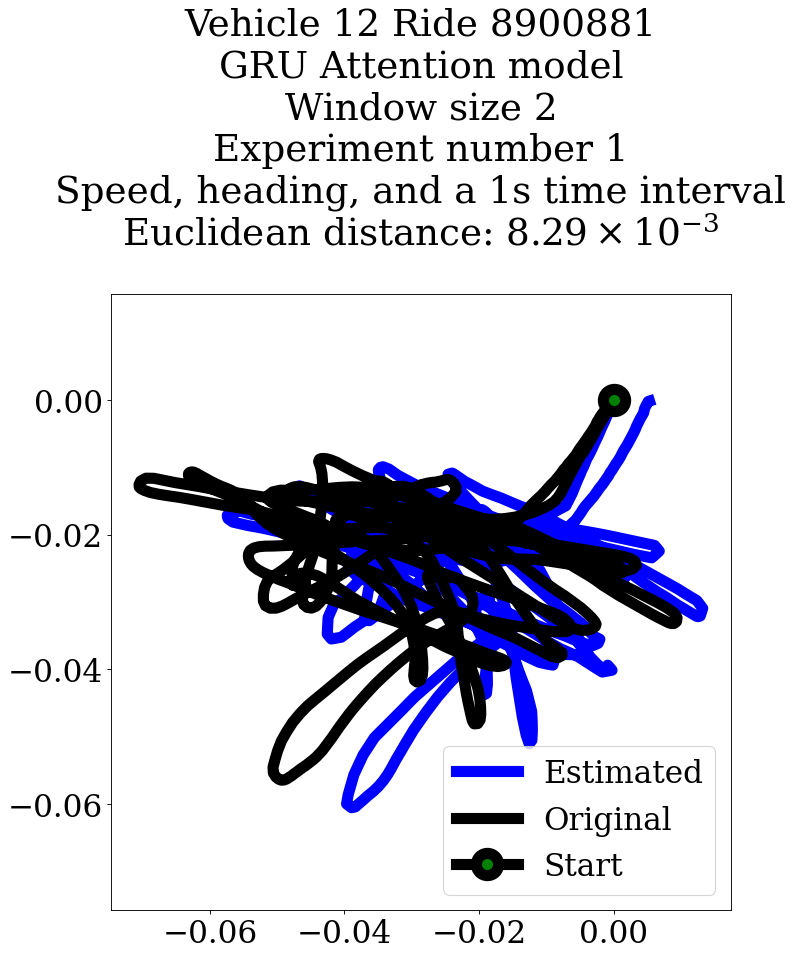 Vehicle 12 Ride 8900881
GRU Attention model
Window size 2
Experiment number 1
Speed, heading, and a 1s time interval
Euclidean distance: 8.29 × 10⁻³
0.00
−0.02
−0.04
−0.06
Estimated
Original
Start
−0.06 −0.04 −0.02 0.00